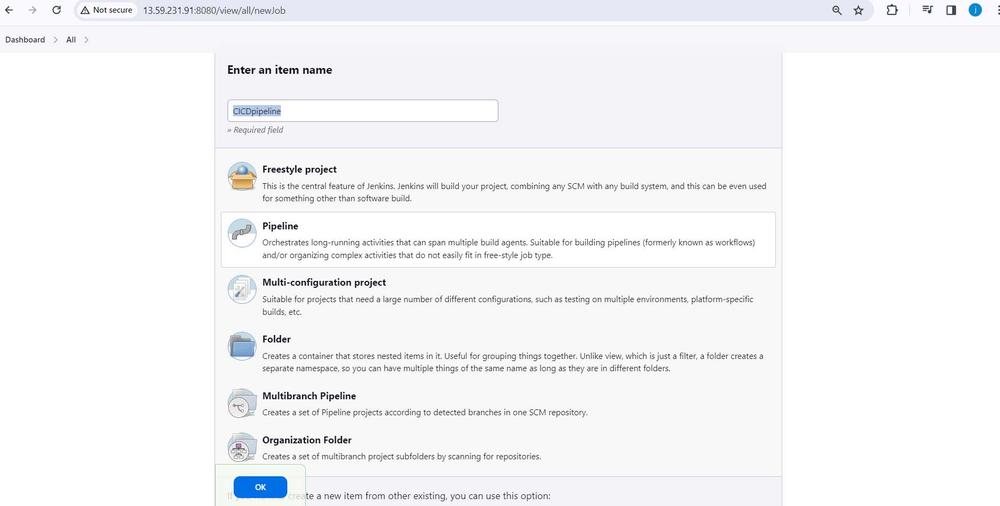 Not secure 13.59.231.91:8080/view/all/newJob j
Dashboard All
Enter an item name
CICDpipeline
» Required field
Freestyle project
This is the central feature of Jenkins. Jenkins will build your project, combining any SCM with any build system, and this can be even used
for something other than software build.
Pipeline
Orchestrates long-running activities that can span multiple build agents. Suitable for building pipelines (formerly known as workflows)
and/or organizing complex activities that do not easily fit in free-style job type.
Multi-configuration project
Suitable for projects that need a large number of different configurations, such as testing on multiple environments, platform-specific
builds, etc.
Folder
Creates a container that stores nested items in it. Useful for grouping things together. Unlike view, which is just a filter, a folder creates a
separate namespace, so you can have multiple things of the same name as long as they are in different folders.
Multibranch Pipeline
Creates a set of Pipeline projects according to detected branches in one SCM repository.
Organization Folder
Creates a set of multibranch project subfolders by scanning for repositories.
OK
If you want to create a new item from other existing, you can use this option: